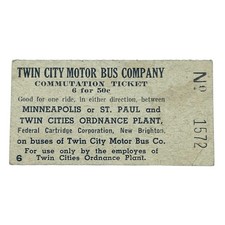 TWIN CITY MOTOR BUS COMPANY
COMMUTATION TICKET
6 for 50c
Good for one ride, in either direction, between
MINNEAPOLIS or ST. PAUL and
TWIN CITIES ORDNANCE PLANT,
Federal Cartridge Corporation, New Brighton,
on buses of Twin City Motor Bus Co.
For use only by the employes of
6 Twin Cities Ordnance Plant.
No. 1572